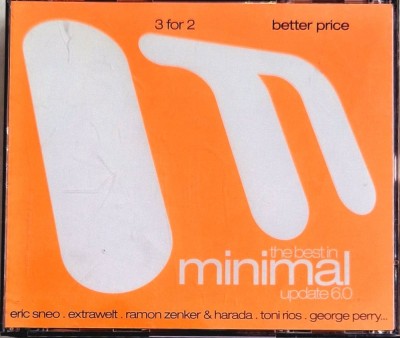 3 for 2 better price
the best in
minimal
update 6.0
eric sneo . extrawelt . ramon zenker & harada . toni rios . george perry...